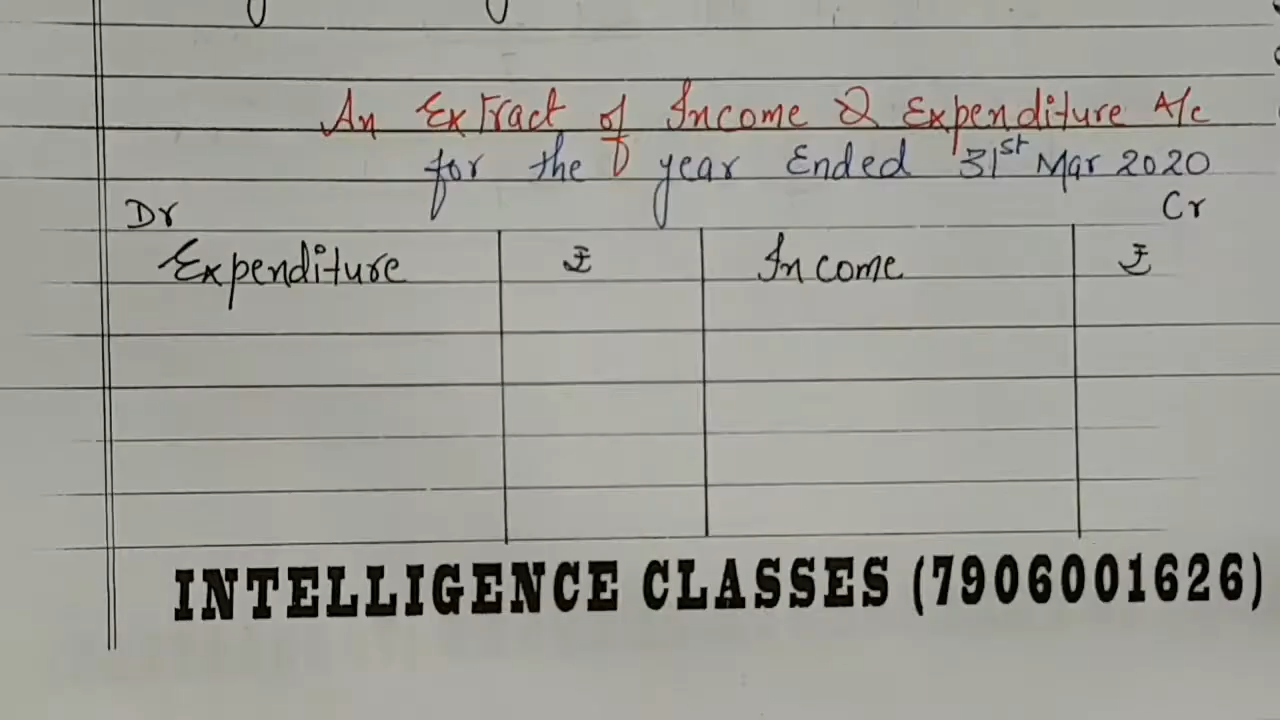 An Extract of Income & Expenditure A/c
for the year Ended 31st Mar 2020
Dr Cr
Expenditure ₹ Income ₹
INTELLIGENCE CLASSES (7906001626)